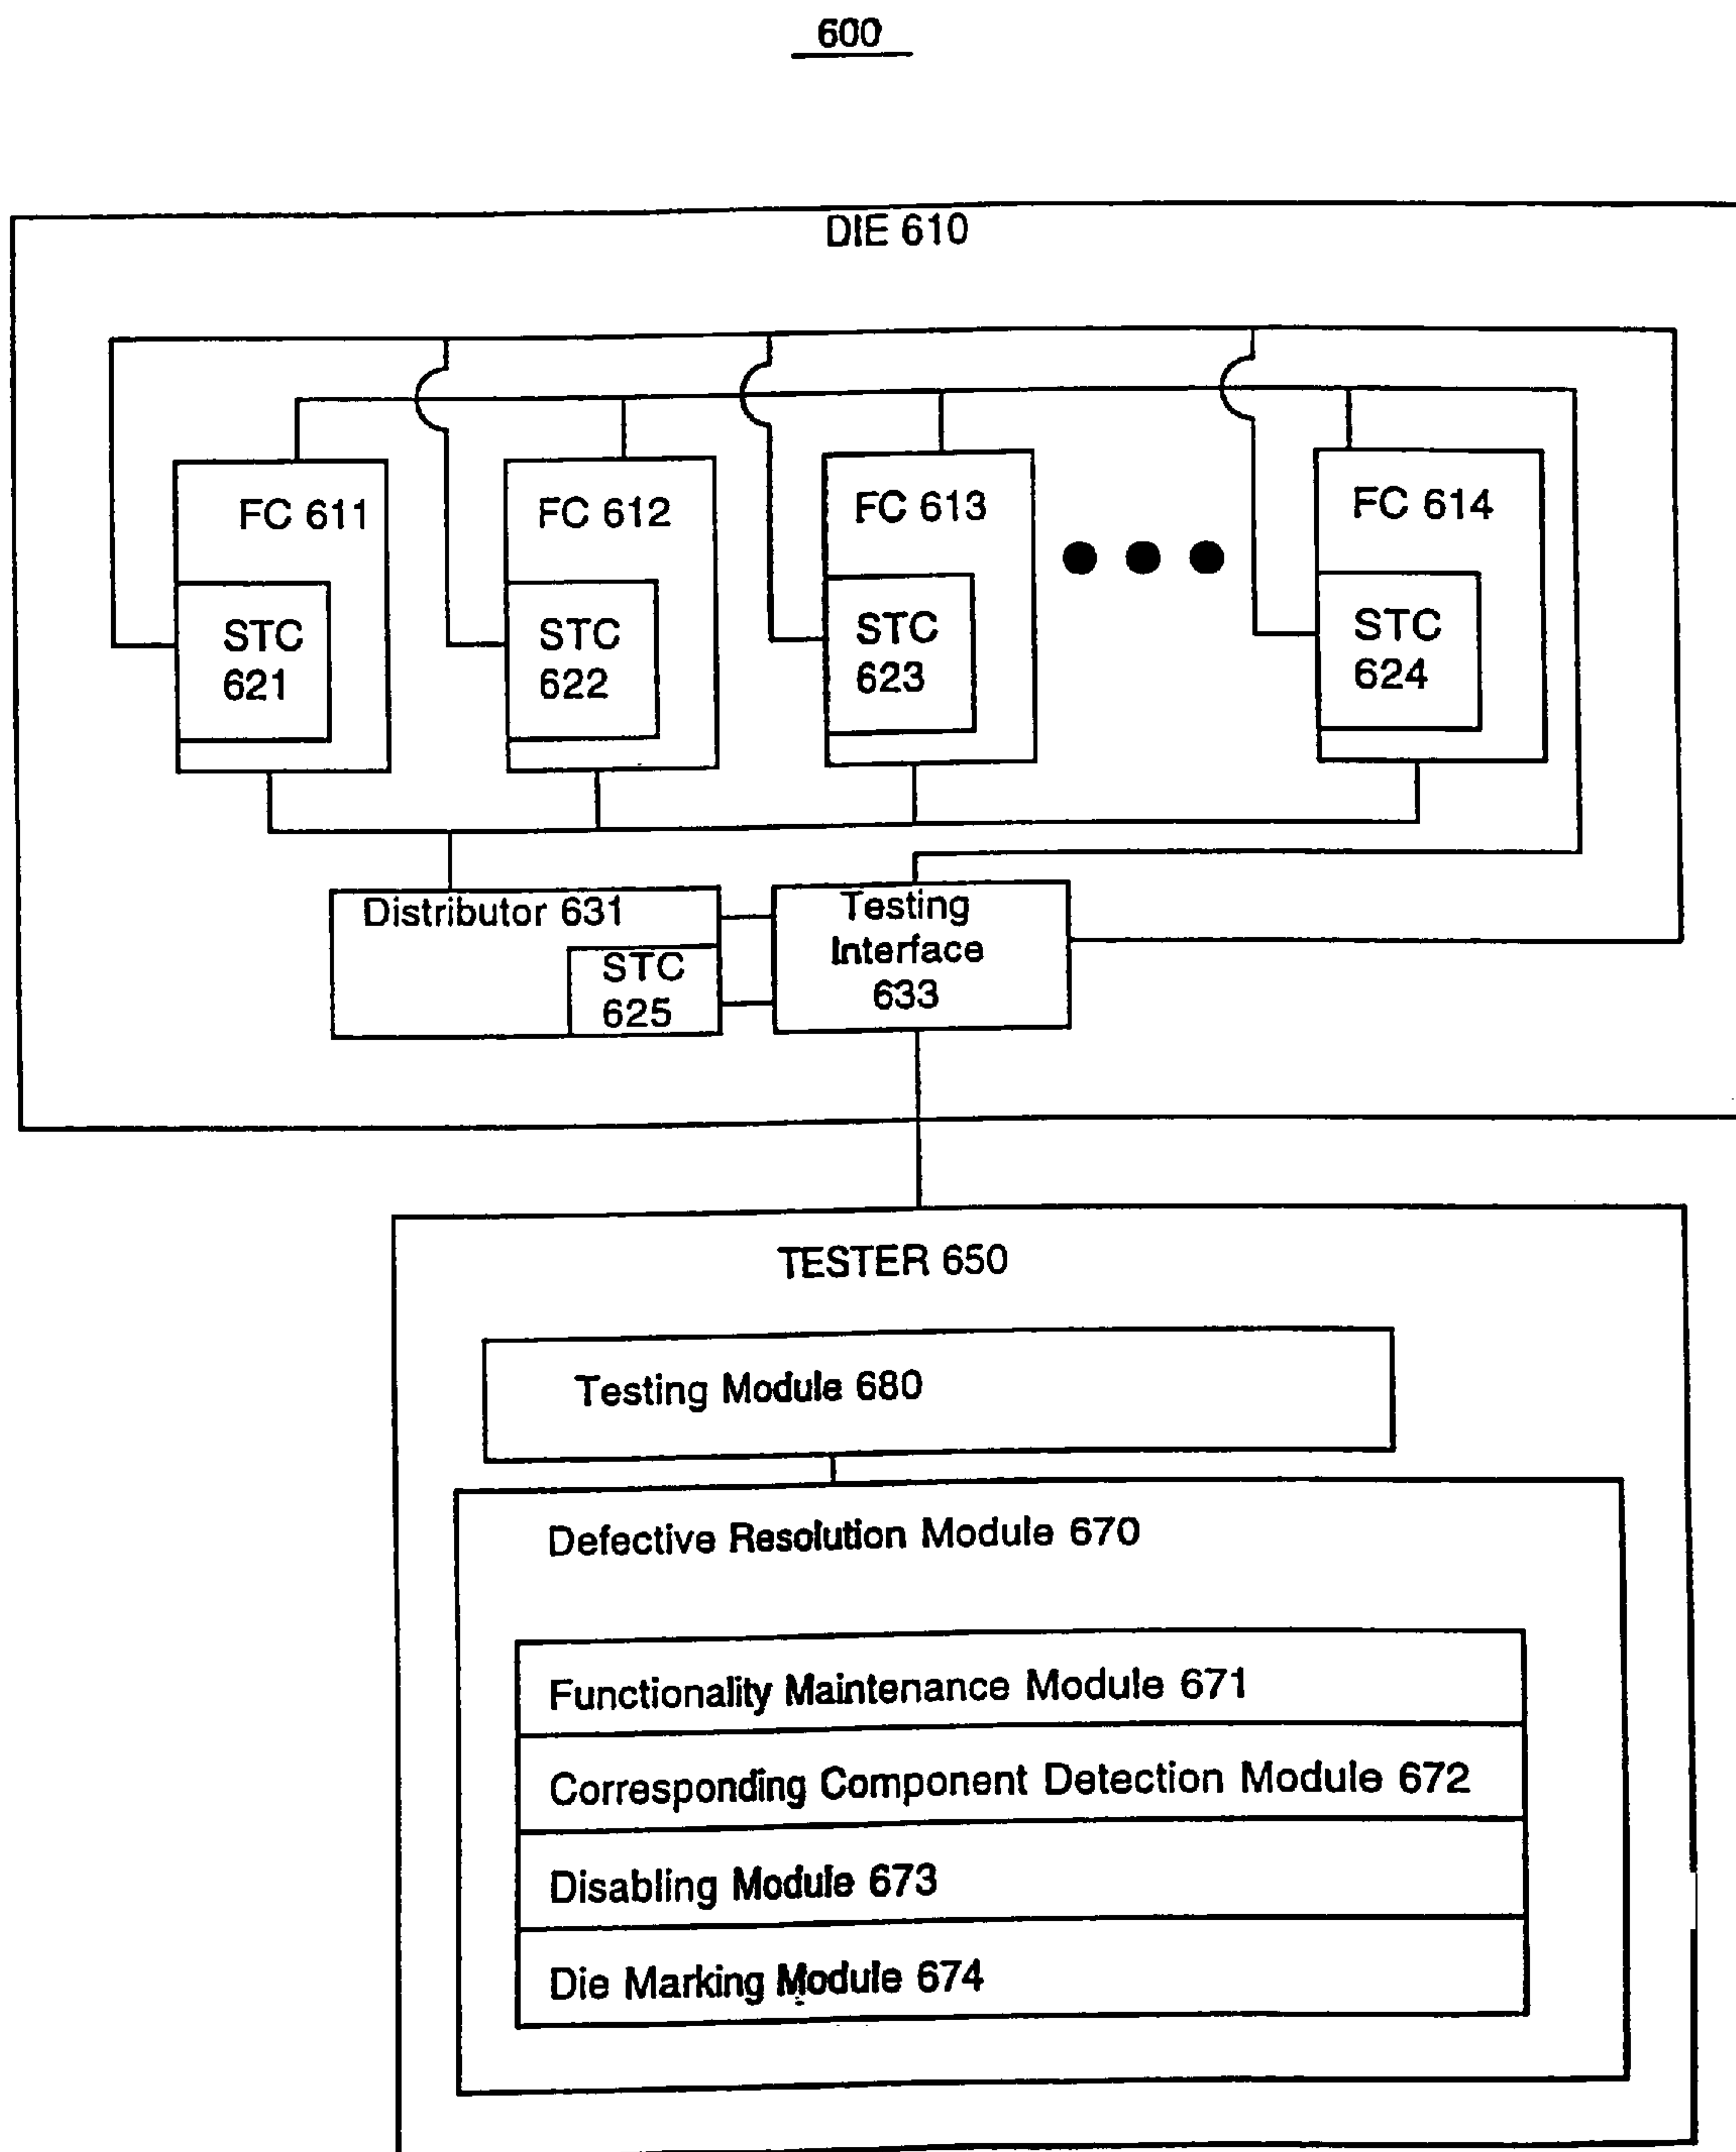 600
DIE 610
FC 611
FC 612
FC 613
FC 614
STC
621
STC
622
STC
623
STC
624
Distributor 631
STC
625
Testing
Interface
633
TESTER 650
Testing Module 680
Defective Resolution Module 670
Functionality Maintenance Module 671
Corresponding Component Detection Module 672
Disabling Module 673
Die Marking Module 674